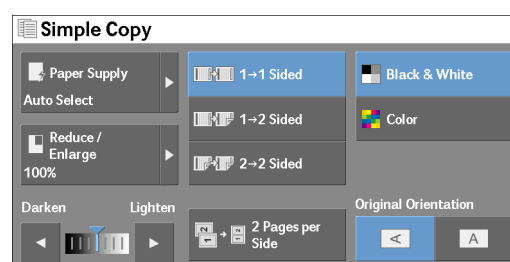 Simple Copy
Paper Supply
Auto Select
Reduce /
Enlarge
100%
Darken Lighten
1→1 Sided
1→2 Sided
2→2 Sided
2 Pages per
Side
Black & White
Color
Original Orientation
A A